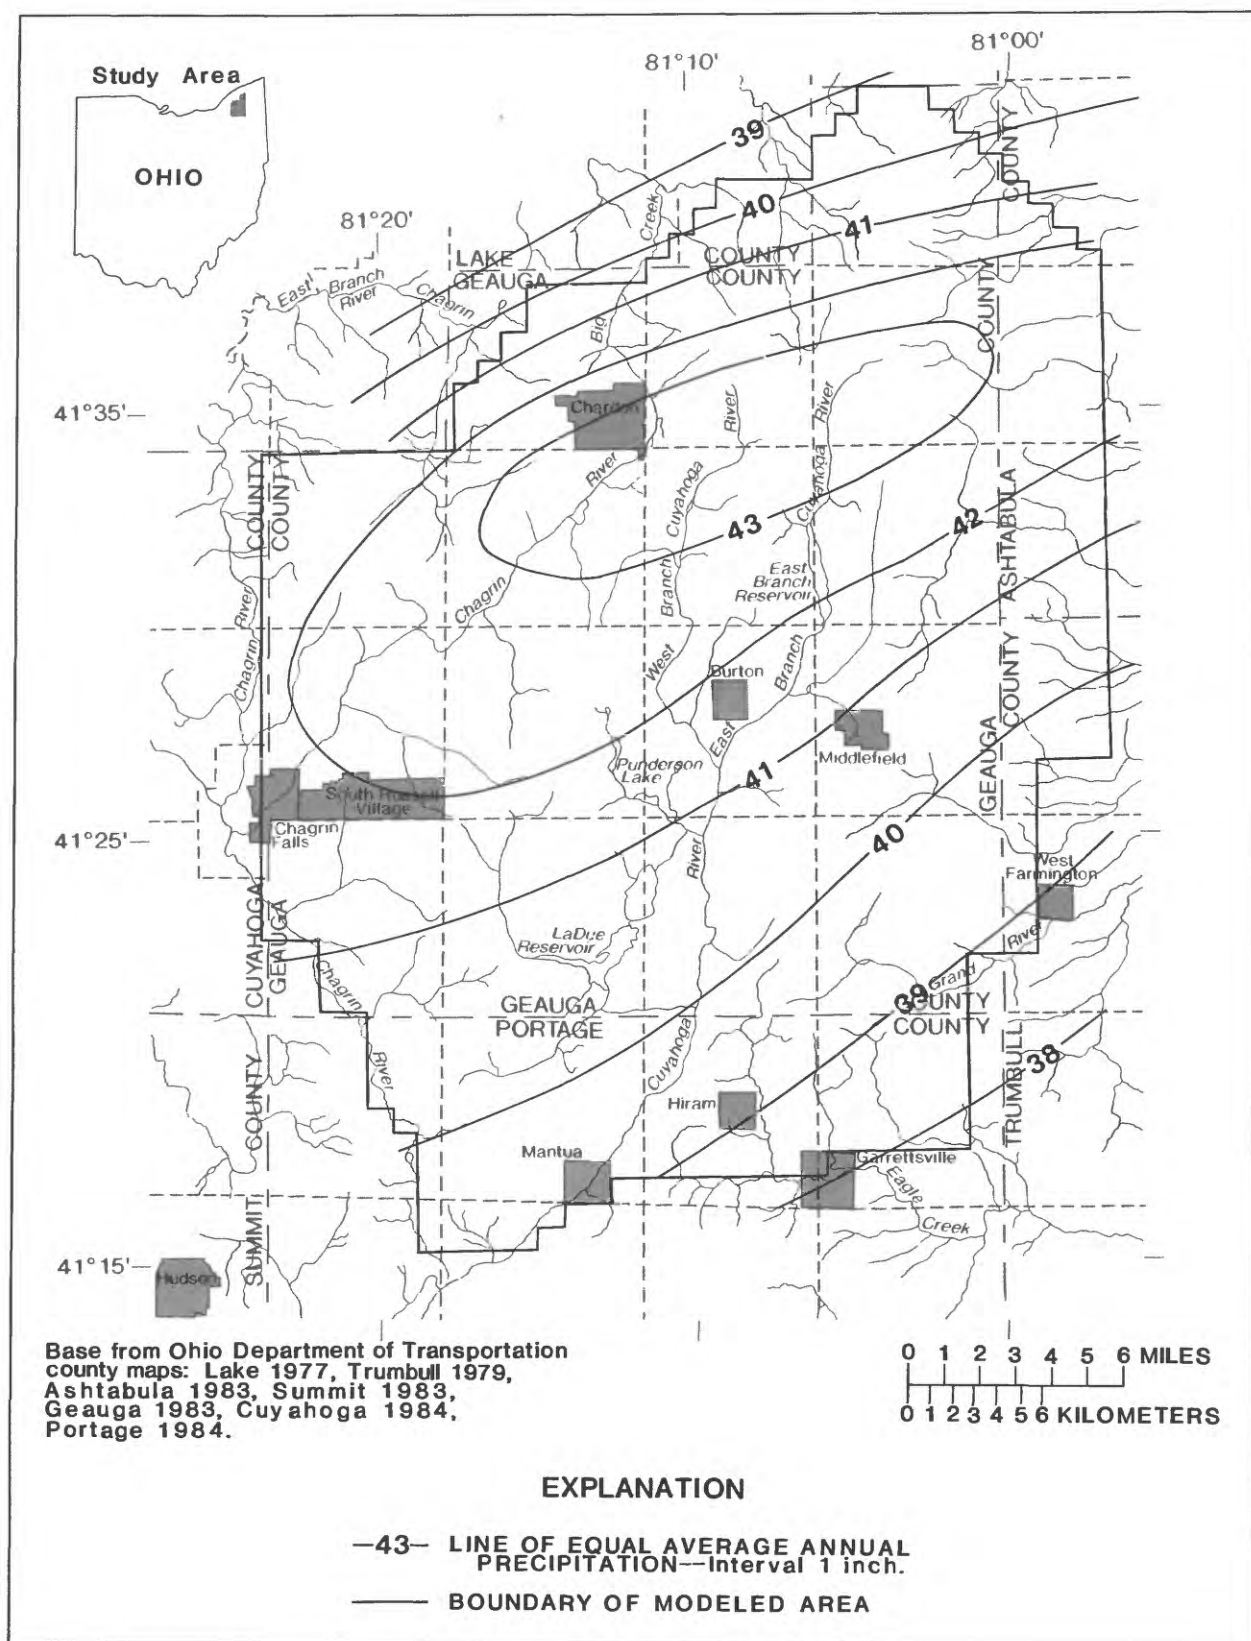 81°00'
81°10'
Study Area
OHIO
81°20'
39
40
41
Creek
COUNTY
LAKE
GEAUGA
COUNTY
COUNTY
East
Branch
River
Chagrin
Big
COUNTY
41°35'
Chardon
River
River
River
Cuyahoga
Cuyahoga
43
42
COUNTY
COUNTY
ASHTABULA
Chagrin
Branch
East
Branch
Reservoir
Chagrin River
West
Burton
Branch
East
COUNTY
GEAUGA
Punderson
Lake
Middlefield
41
South Russell
Village
Chagrin
Falls
41°25'
40
River
West
Farmington
LaDue
Reservoir
River
Grand
CUYAHOGA
GEAUGA
Chagrin
River
GEAUGA
PORTAGE
39
COUNTY
COUNTY
38
TRUMBULL
Cuyahoga
COUNTY
Hiram
Mantua
Garrettsville
Eagle
Creek
SUMMIT
41°15'
Hudson
Base from Ohio Department of Transportation
county maps: Lake 1977, Trumbull 1979,
Ashtabula 1983, Summit 1983,
Geauga 1983, Cuyahoga 1984,
Portage 1984.
0 1 2 3 4 5 6 MILES
0 1 2 3 4 5 6 KILOMETERS
EXPLANATION
—43— LINE OF EQUAL AVERAGE ANNUAL
PRECIPITATION--Interval 1 inch.
BOUNDARY OF MODELED AREA